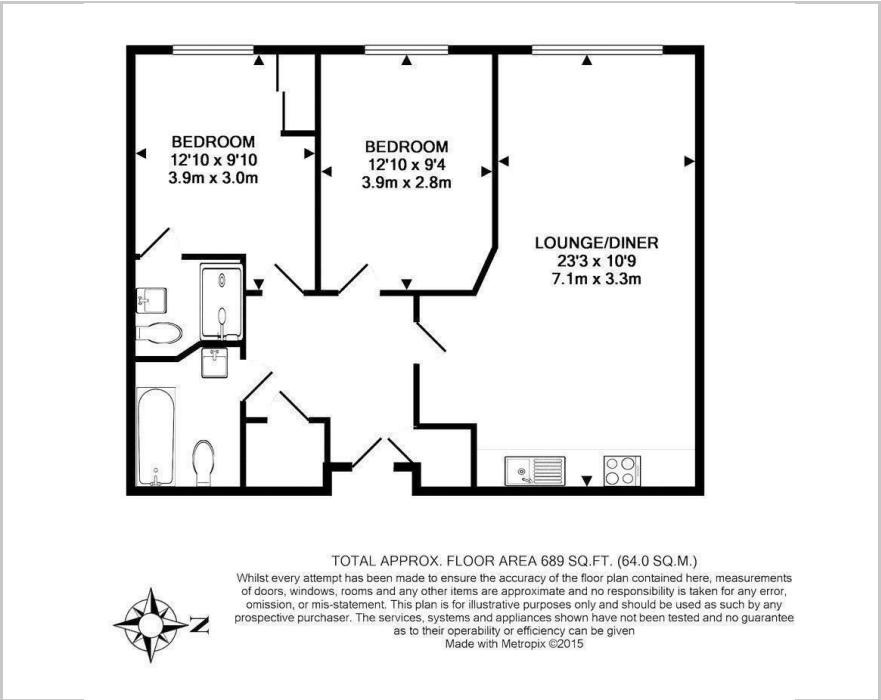 BEDROOM
12'10 x 9'10
3.9m x 3.0m
BEDROOM
12'10 x 9'4
3.9m x 2.8m
LOUNGE/DINER
23'3 x 10'9
7.1m x 3.3m
N
TOTAL APPROX. FLOOR AREA 689 SQ.FT. (64.0 SQ.M.)
Whilst every attempt has been made to ensure the accuracy of the floor plan contained here, measurements
of doors, windows, rooms and any other items are approximate and no responsibility is taken for any error,
omission, or mis-statement. This plan is for illustrative purposes only and should be used as such by any
prospective purchaser. The services, systems and appliances shown have not been tested and no guarantee
as to their operability or efficiency can be given
Made with Metropix ©2015